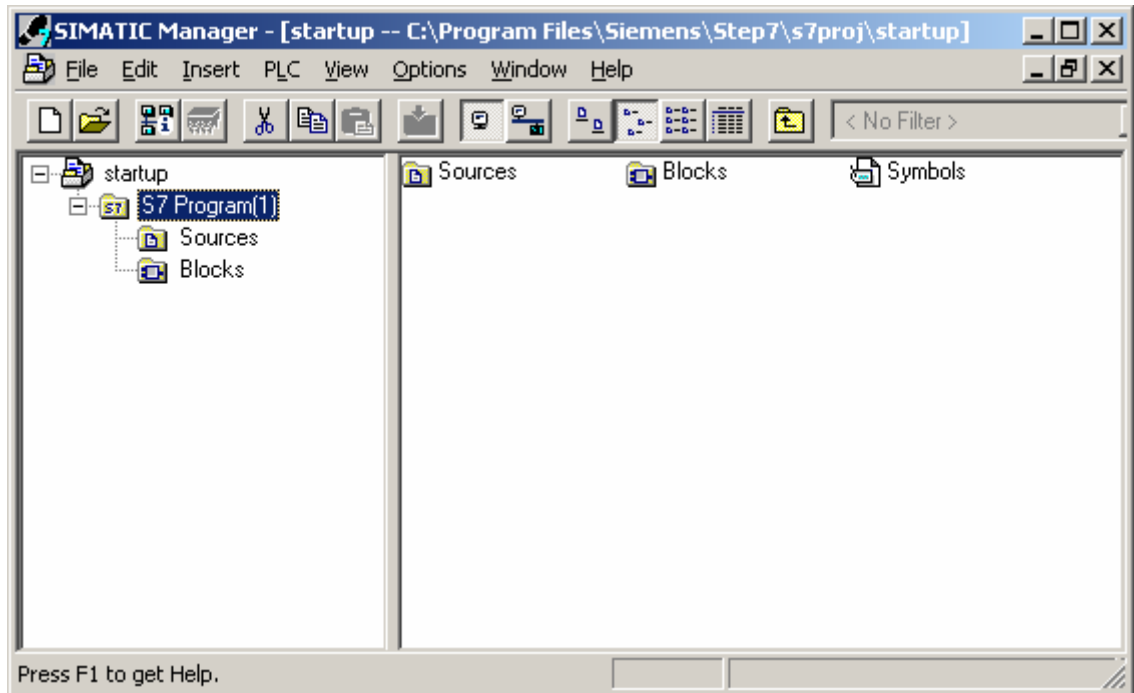 SIMATIC Manager - [startup -- C:\Program Files\Siemens\Step7\s7proj\startup]
File Edit Insert PLC View Options Window Help
< No Filter >
startup
S7 S7 Program(1)
Sources
Blocks
Sources Blocks Symbols
Press F1 to get Help.